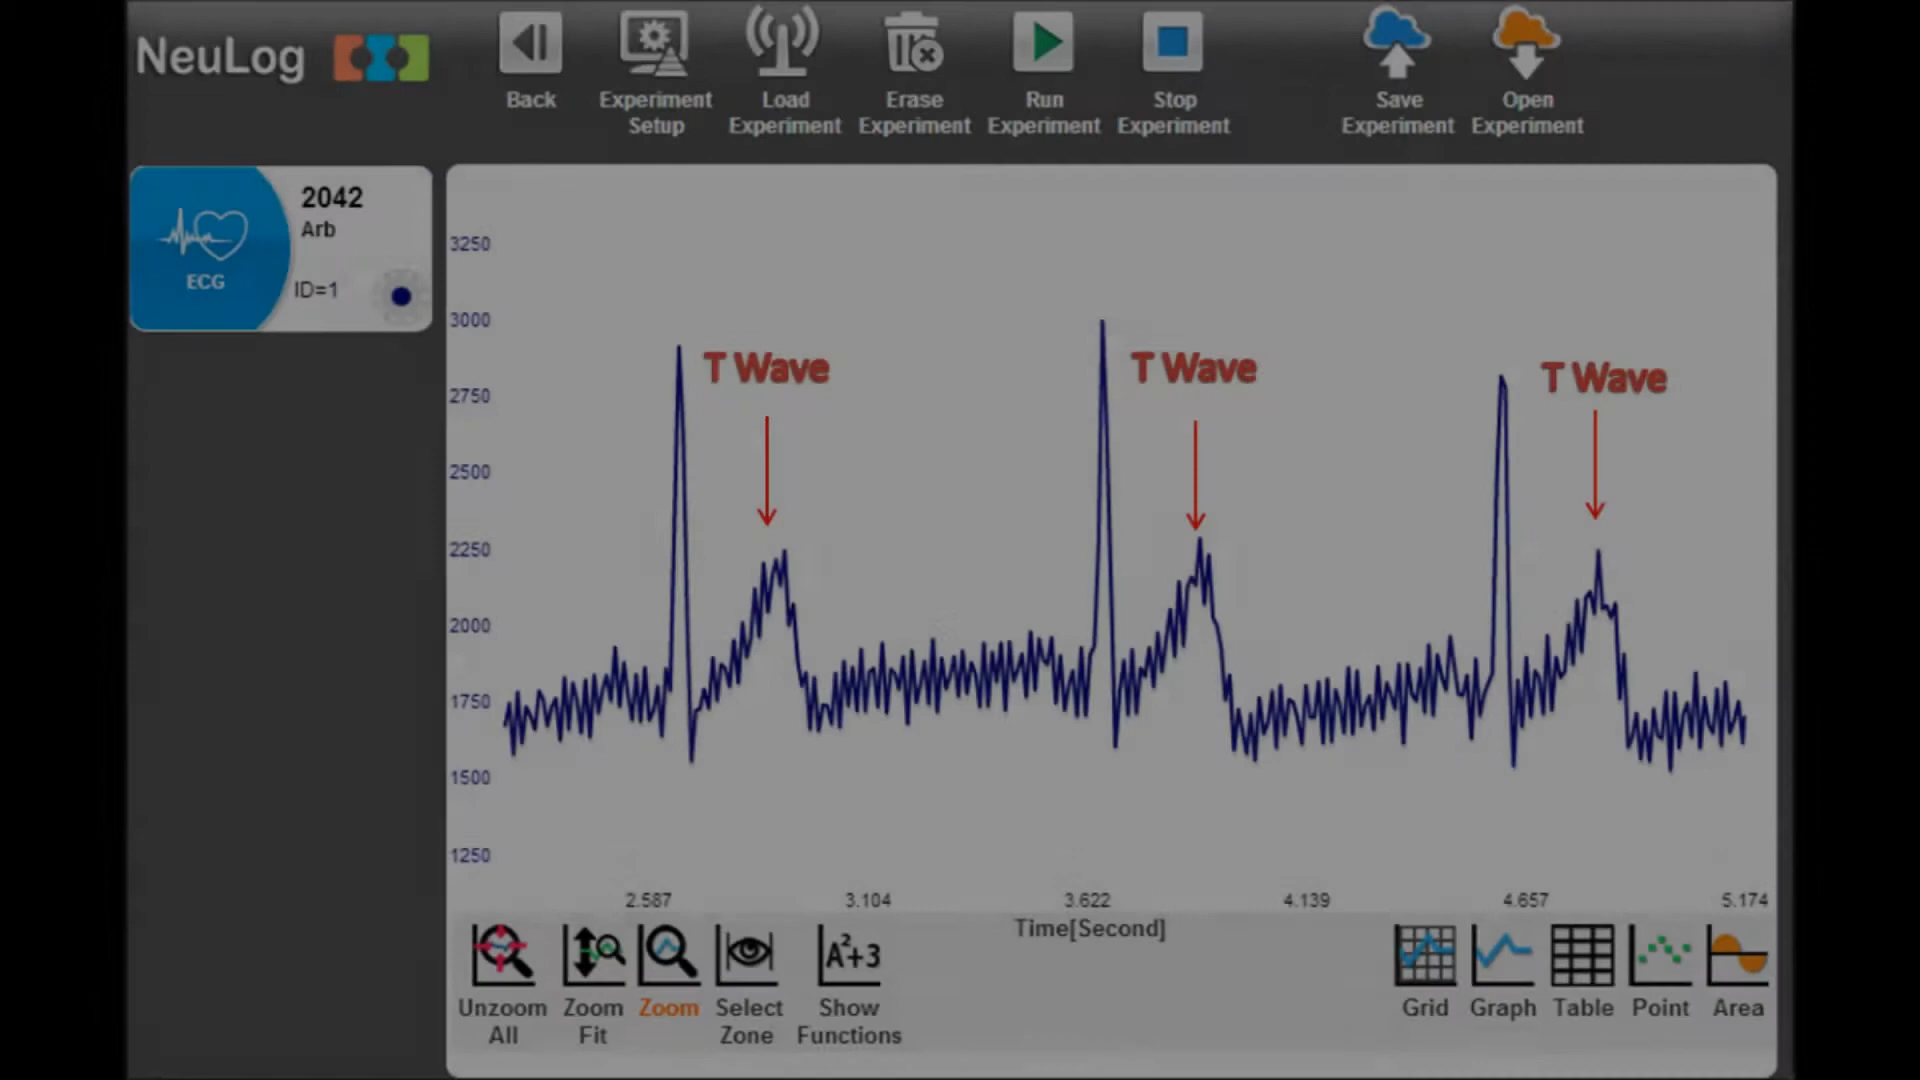 NeuLog
Back
Experiment
Setup
Load
Experiment
Erase
Experiment
Run
Experiment
Stop
Experiment
Save
Experiment
Open
Experiment
2042
Arb
ECG
ID=1
3250
3000
2750
2500
2250
2000
1750
1500
1250
T Wave
T Wave
T Wave
2.587
3.104
3.622
4.139
4.657
5.174
Time[Second]
Unzoom
All
Zoom
Fit
Zoom
Select
Zone
A²+3
Show
Functions
Grid
Graph
Table
Point
Area